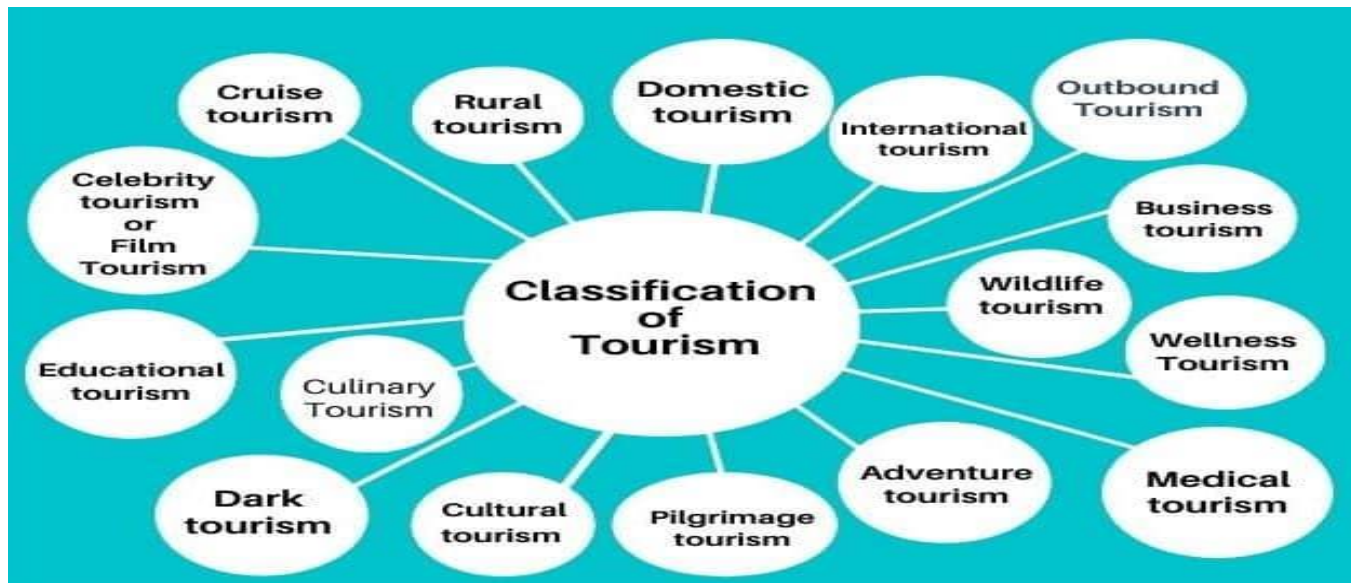 Cruise
tourism
Rural
tourism
Domestic
tourism
International
tourism
Outbound
Tourism
Celebrity
tourism
or
Film
Tourism
Business
tourism
Classification
of
Tourism
Wildlife
tourism
Wellness
Tourism
Educational
tourism
Culinary
Tourism
Dark
tourism
Cultural
tourism
Pilgrimage
tourism
Adventure
tourism
Medical
tourism